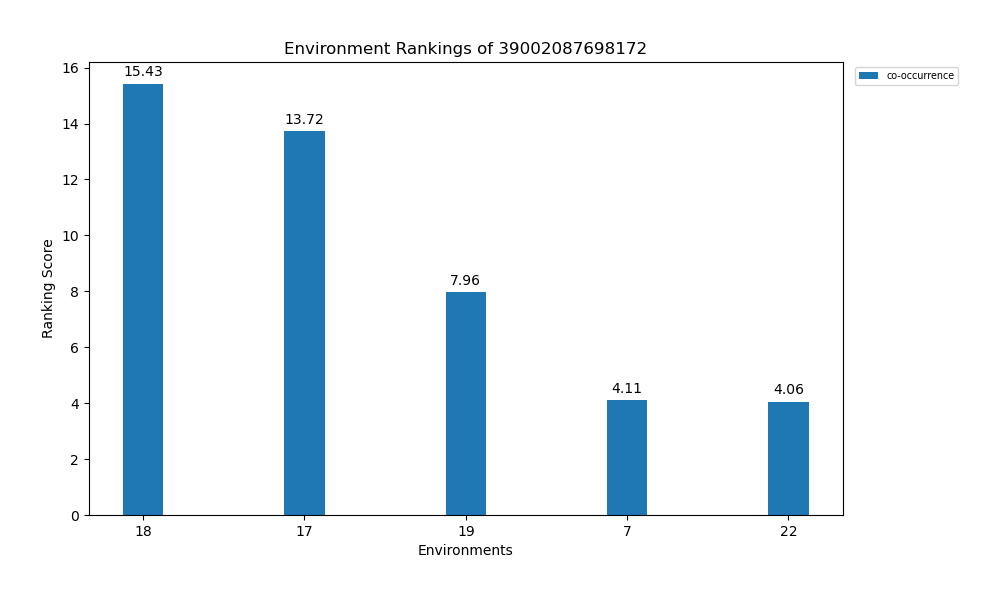 Environment Rankings of 39002087698172
co-occurrence
Ranking Score
16
14
12
10
8
6
4
2
0
15.43
13.72
7.96
4.11
4.06
18 17 19 7 22
Environments